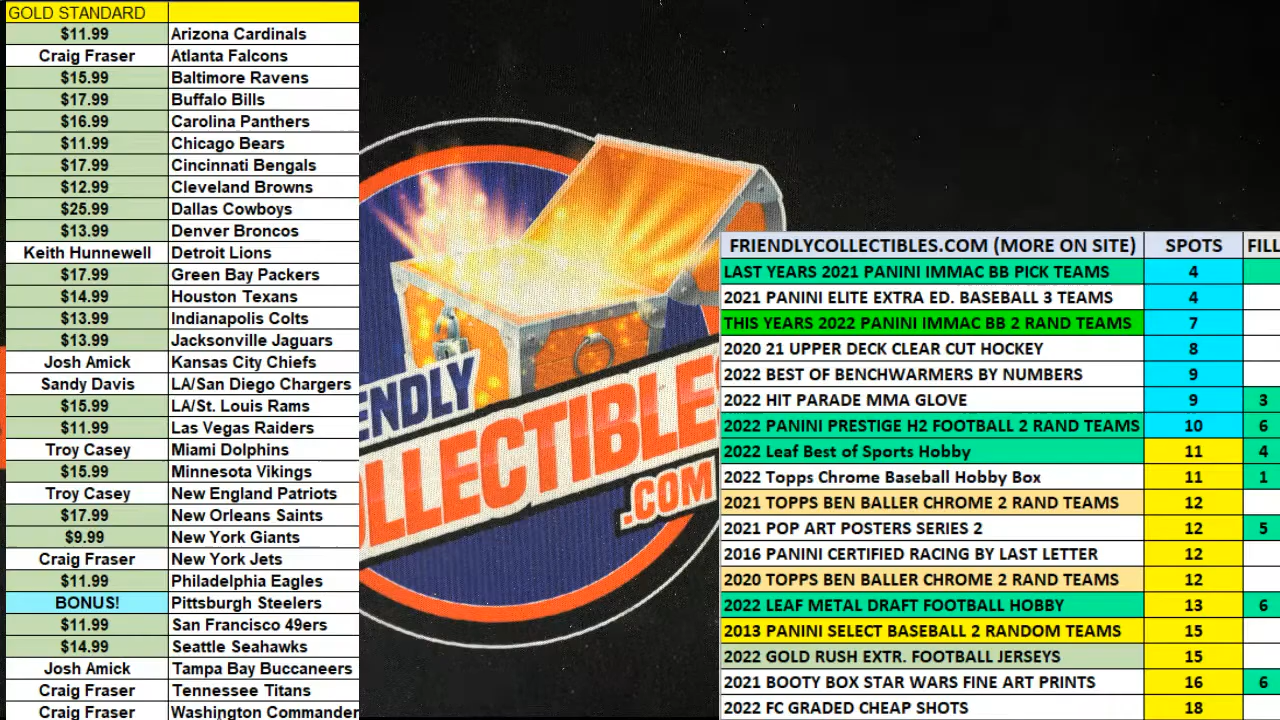 GOLD STANDARD
$11.99 Arizona Cardinals
Craig Fraser Atlanta Falcons
$15.99 Baltimore Ravens
$17.99 Buffalo Bills
$16.99 Carolina Panthers
$11.99 Chicago Bears
$17.99 Cincinnati Bengals
$12.99 Cleveland Browns
$25.99 Dallas Cowboys
$13.99 Denver Broncos
Keith Hunnewell Detroit Lions
$17.99 Green Bay Packers
$14.99 Houston Texans
$13.99 Indianapolis Colts
$13.99 Jacksonville Jaguars
Josh Amick Kansas City Chiefs
Sandy Davis LA/San Diego Chargers
$15.99 LA/St. Louis Rams
$11.99 Las Vegas Raiders
Troy Casey Miami Dolphins
$15.99 Minnesota Vikings
Troy Casey New England Patriots
$17.99 New Orleans Saints
$9.99 New York Giants
Craig Fraser New York Jets
$11.99 Philadelphia Eagles
BONUS! Pittsburgh Steelers
$11.99 San Francisco 49ers
$14.99 Seattle Seahawks
Josh Amick Tampa Bay Buccaneers
Craig Fraser Tennessee Titans
Craig Fraser Washington Commander
ENDLY
OLLECTIBLE
.COM
FRIENDLYCOLLECTIBLES.COM (MORE ON SITE) SPOTS FILL
LAST YEARS 2021 PANINI IMMAC BB PICK TEAMS 4
2021 PANINI ELITE EXTRA ED. BASEBALL 3 TEAMS 4
THIS YEARS 2022 PANINI IMMAC BB 2 RAND TEAMS 7
2020 21 UPPER DECK CLEAR CUT HOCKEY 8
2022 BEST OF BENCHWARMERS BY NUMBERS 9
2022 HIT PARADE MMA GLOVE 9 3
2022 PANINI PRESTIGE H2 FOOTBALL 2 RAND TEAMS 10 6
2022 Leaf Best of Sports Hobby 11 4
2022 Topps Chrome Baseball Hobby Box 11 1
2021 TOPPS BEN BALLER CHROME 2 RAND TEAMS 12
2021 POP ART POSTERS SERIES 2 12 5
2016 PANINI CERTIFIED RACING BY LAST LETTER 12
2020 TOPPS BEN BALLER CHROME 2 RAND TEAMS 12
2022 LEAF METAL DRAFT FOOTBALL HOBBY 13 6
2013 PANINI SELECT BASEBALL 2 RANDOM TEAMS 15
2022 GOLD RUSH EXTR. FOOTBALL JERSEYS 15
2021 BOOTY BOX STAR WARS FINE ART PRINTS 16 6
2022 FC GRADED CHEAP SHOTS 18